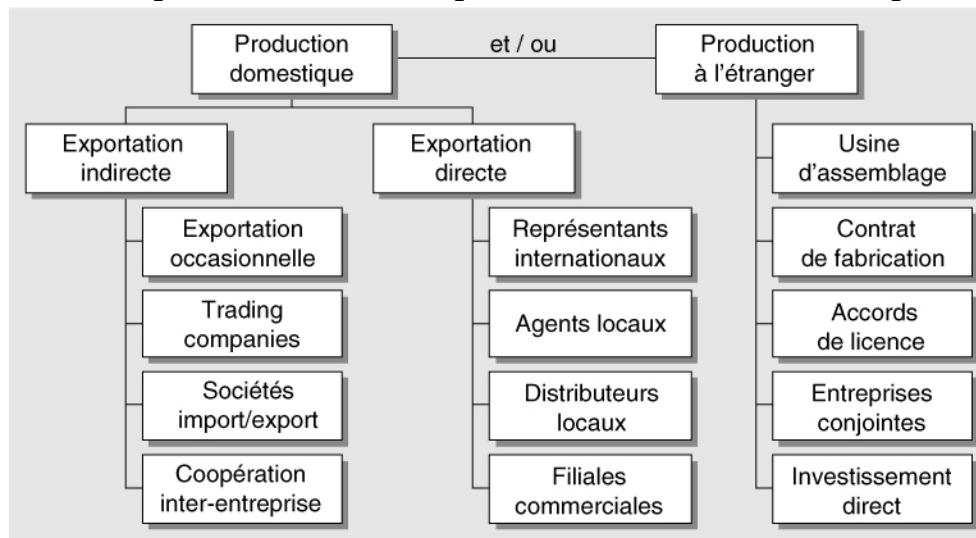 Production
domestique
et / ou
Production
à l'étranger
Exportation
indirecte
Exportation
directe
Usine
d'assemblage
Exportation
occasionnelle
Représentants
internationaux
Contrat
de fabrication
Trading
companies
Agents locaux
Accords
de licence
Sociétés
import/export
Distributeurs
locaux
Entreprises
conjointes
Coopération
inter-entreprise
Filiales
commerciales
Investissement
direct